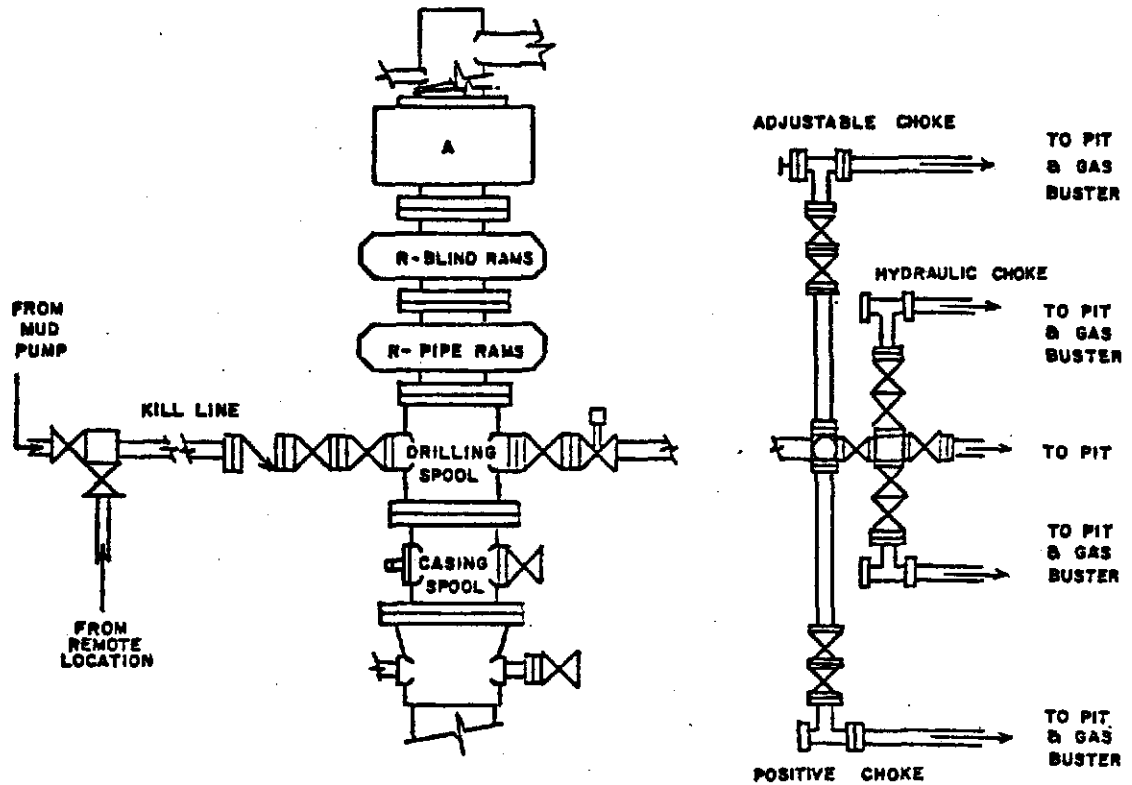 A
R-BLIND RAMS
R- PIPE RAMS
FROM
MUD
PUMP
KILL LINE
DRILLING
SPOOL
CASING
SPOOL
FROM
REMOTE
LOCATION
ADJUSTABLE CHOKE
TO PIT
& GAS
BUSTER
HYDRAULIC CHOKE
TO PIT
& GAS
BUSTER
TO PIT
TO PIT
& GAS
BUSTER
TO PIT
& GAS
BUSTER
POSITIVE CHOKE